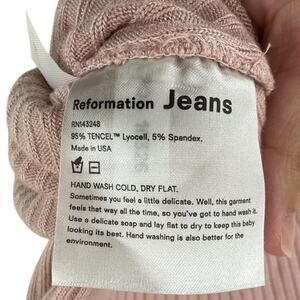 Reformation Jeans
RN143248
95% TENCEL™ Lyocell, 5% Spandex.
Made in USA
HAND WASH COLD, DRY FLAT.
Sometimes you feel a little delicate. Well, this garment
feels that way all the time, so you've got to hand wash it.
Use a delicate soap and lay flat to dry to keep this baby
looking its best. Hand washing is also better for the
environment.